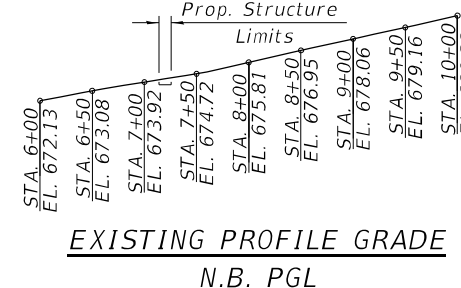 Prop. Structure
Limits
STA. 6+00
EL. 672.13
STA. 6+50
EL. 673.08
STA. 7+00
EL. 673.92
STA. 7+50
EL. 674.72
STA. 8+00
EL. 675.81
STA. 8+50
EL. 676.95
STA. 9+00
EL. 678.06
STA. 9+50
EL. 679.16
STA. 10+00
EXISTING PROFILE GRADE
N.B. PGL